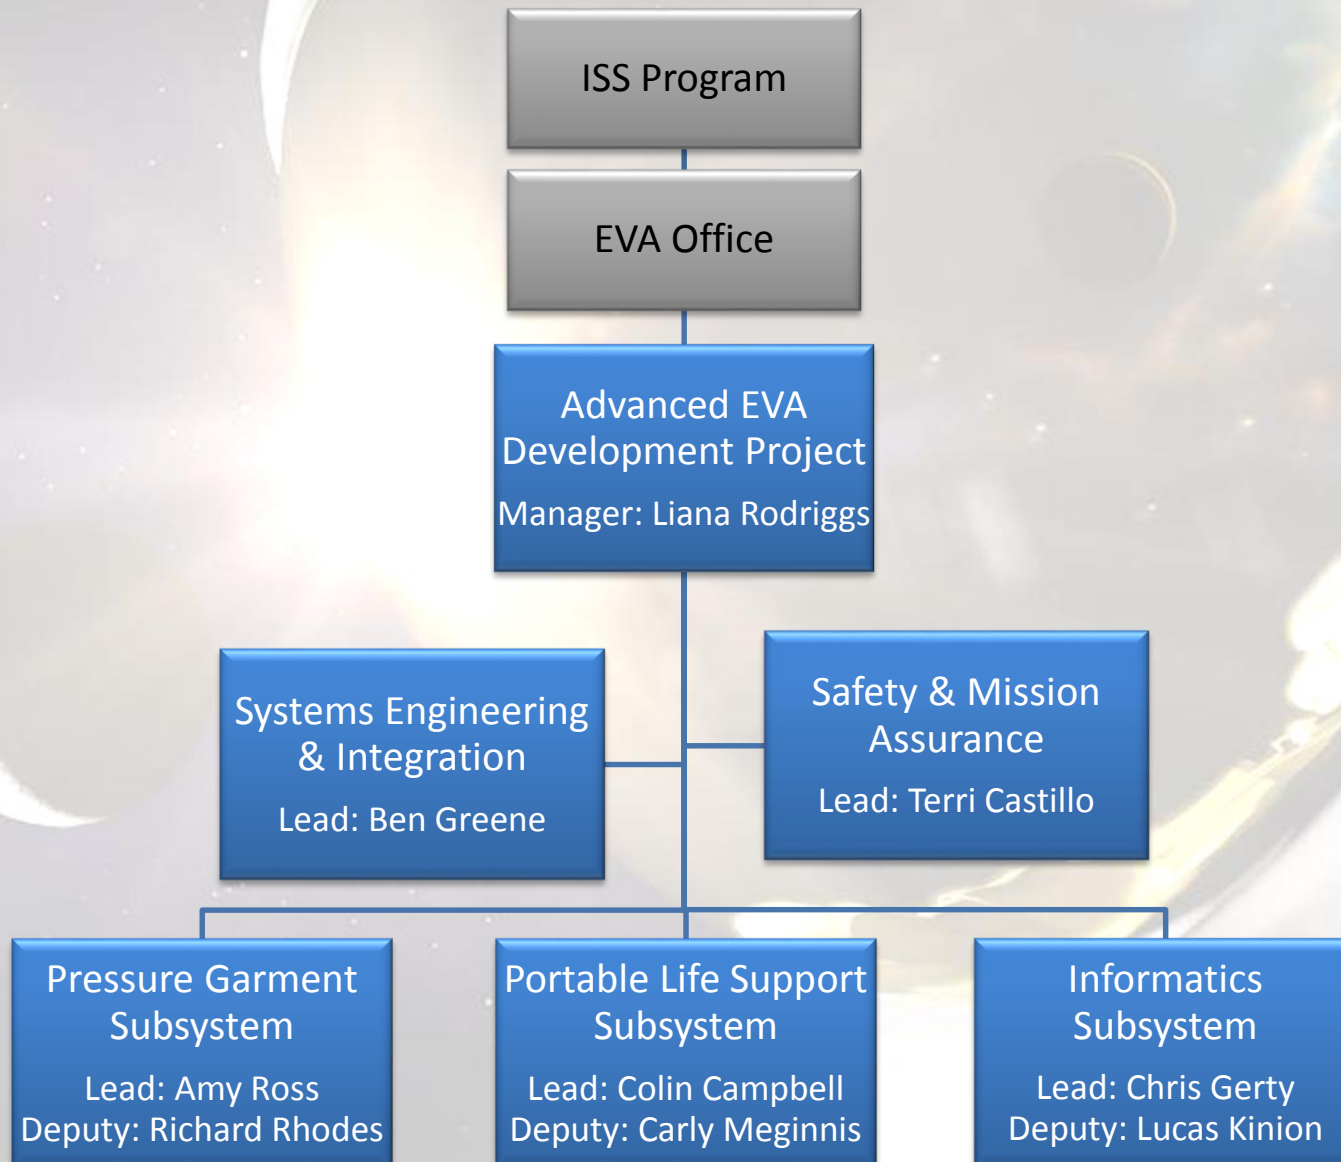 ISS Program
EVA Office
Advanced EVA
Development Project
Manager: Liana Rodriggs
Systems Engineering
& Integration
Lead: Ben Greene
Safety & Mission
Assurance
Lead: Terri Castillo
Pressure Garment
Subsystem
Lead: Amy Ross
Deputy: Richard Rhodes
Portable Life Support
Subsystem
Lead: Colin Campbell
Deputy: Carly Meginnis
Informatics
Subsystem
Lead: Chris Gerty
Deputy: Lucas Kinion